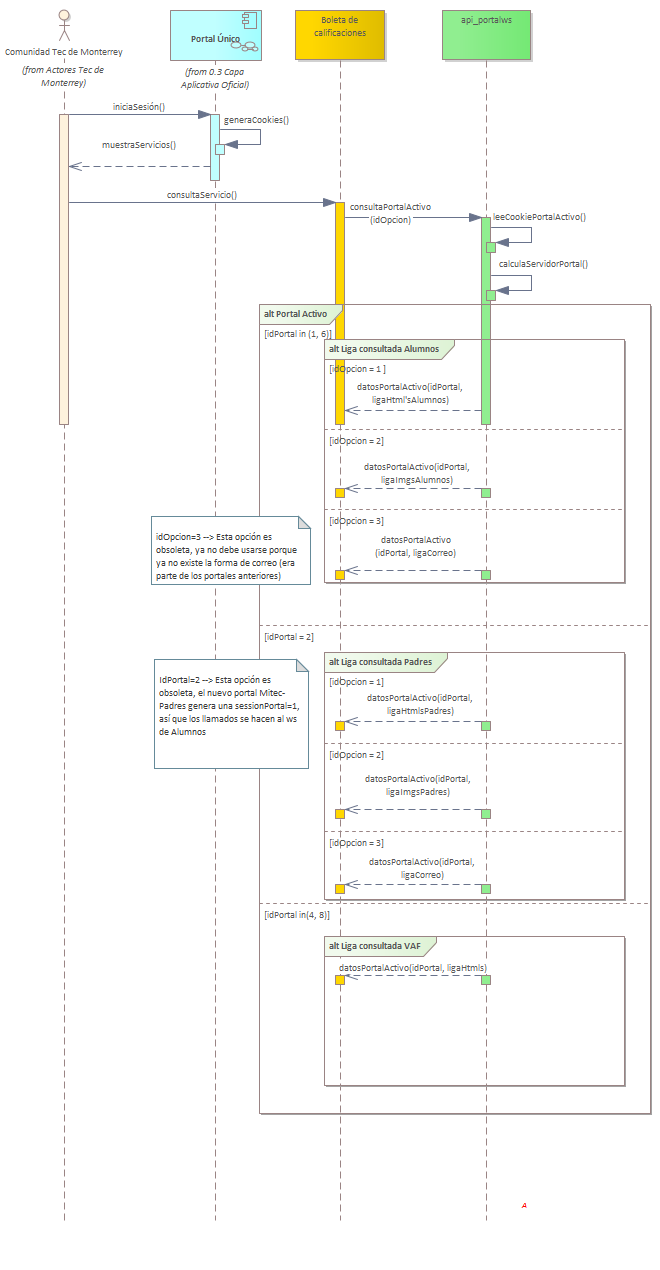 Comunidad Tec de Monterrey
(from Actores Tec de
Monterrey)
Portal Único
(from 0.3 Capa
Aplicativa Oficial)
Boleta de
calificaciones
api_portalws
iniciaSesión()
generaCookies()
muestraServicios()
consultaServicio()
consultaPortalActivo
(idOpcion)
leeCookiePortalActivo()
calculaServidorPortal()
alt Portal Activo
[idPortal in (1, 6)]
alt Liga consultada Alumnos
[idOpcion = 1 ]
datosPortalActivo(idPortal,
ligaHtml'sAlumnos)
[idOpcion = 2]
datosPortalActivo(idPortal,
ligaImgsAlumnos)
[idOpcion = 3]
datosPortalActivo
(idPortal, ligaCorreo)
idOpcion=3 --> Esta opción es
obsoleta, ya no debe usarse porque
ya no existe la forma de correo (era
parte de los portales anteriores)
[idPortal = 2]
alt Liga consultada Padres
[idOpcion = 1]
datosPortalActivo(idPortal,
ligaHtmlsPadres)
IdPortal=2 --> Esta opción es
obsoleta, el nuevo portal Mitec-
Padres genera una sessionPortal=1,
así que los llamados se hacen al ws
de Alumnos
[idOpcion = 2]
datosPortalActivo(idPortal,
ligaImgsPadres)
[idOpcion = 3]
datosPortalActivo(idPortal,
ligaCorreo)
[idPortal in(4, 8)]
alt Liga consultada VAF
datosPortalActivo(idPortal, ligaHtmls)
A